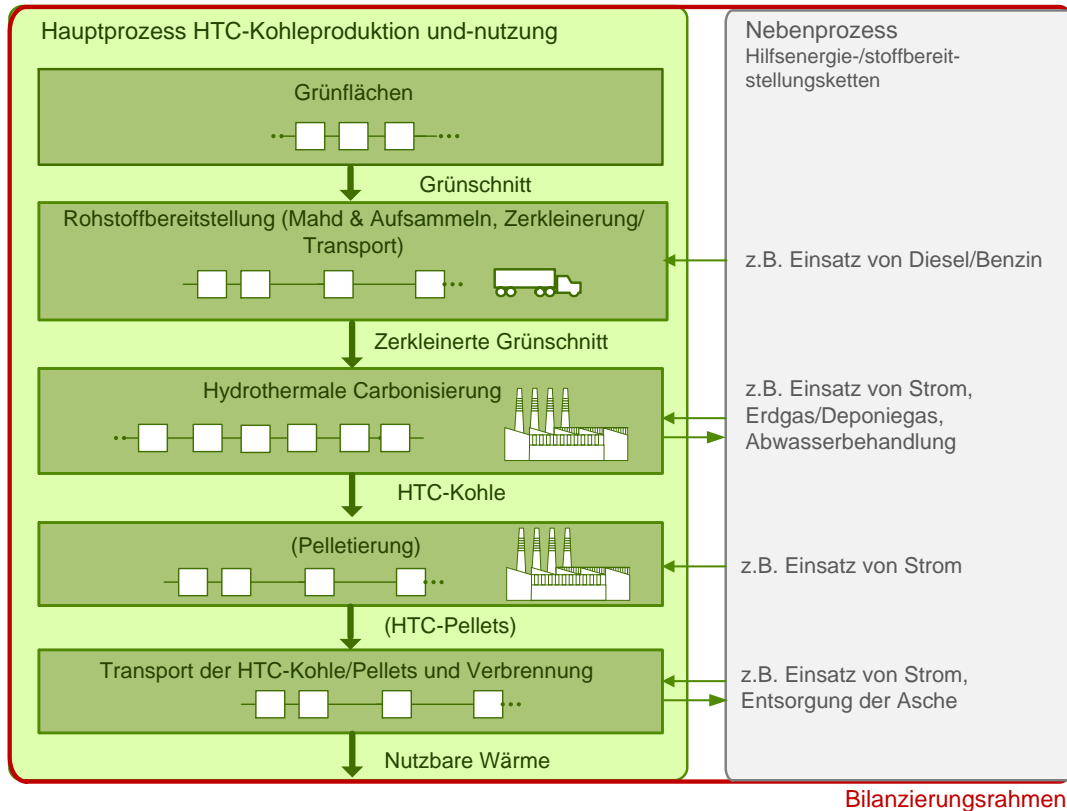 Hauptprozess HTC-Kohleproduktion und-nutzung
Grünflächen
Grünschnitt
Rohstoffbereitstellung (Mahd & Aufsammeln, Zerkleinerung/
Transport)
Zerkleinerte Grünschnitt
Hydrothermale Carbonisierung
HTC-Kohle
(Pelletierung)
(HTC-Pellets)
Transport der HTC-Kohle/Pellets und Verbrennung
Nutzbare Wärme
Nebenprozess
Hilfsenergie-/stoffbereit-
stellungsketten
z.B. Einsatz von Diesel/Benzin
z.B. Einsatz von Strom,
Erdgas/Deponiegas,
Abwasserbehandlung
z.B. Einsatz von Strom
z.B. Einsatz von Strom,
Entsorgung der Asche
Bilanzierungsrahmen